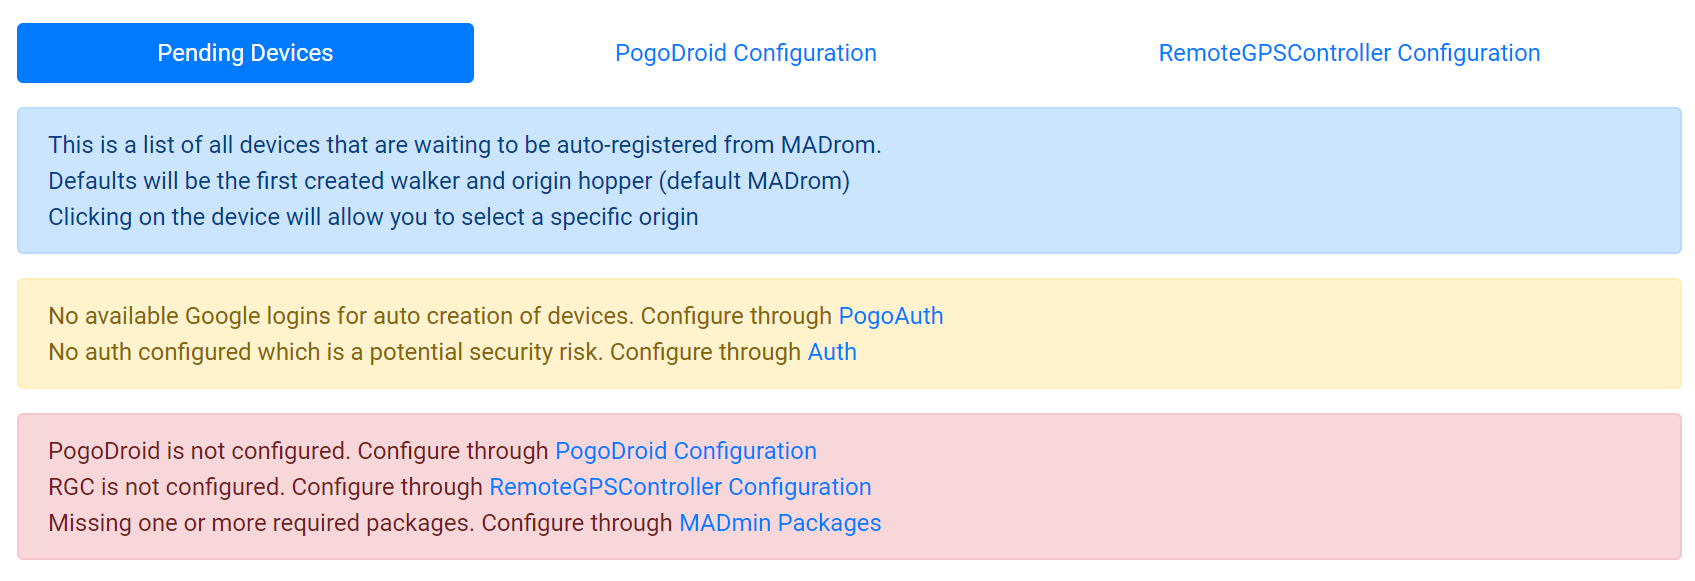 Pending Devices
PogoDroid Configuration
RemoteGPSController Configuration
This is a list of all devices that are waiting to be auto-registered from MADrom.
Defaults will be the first created walker and origin hopper (default MADrom)
Clicking on the device will allow you to select a specific origin
No available Google logins for auto creation of devices. Configure through PogoAuth
No auth configured which is a potential security risk. Configure through Auth
PogoDroid is not configured. Configure through PogoDroid Configuration
RGC is not configured. Configure through RemoteGPSController Configuration
Missing one or more required packages. Configure through MADmin Packages